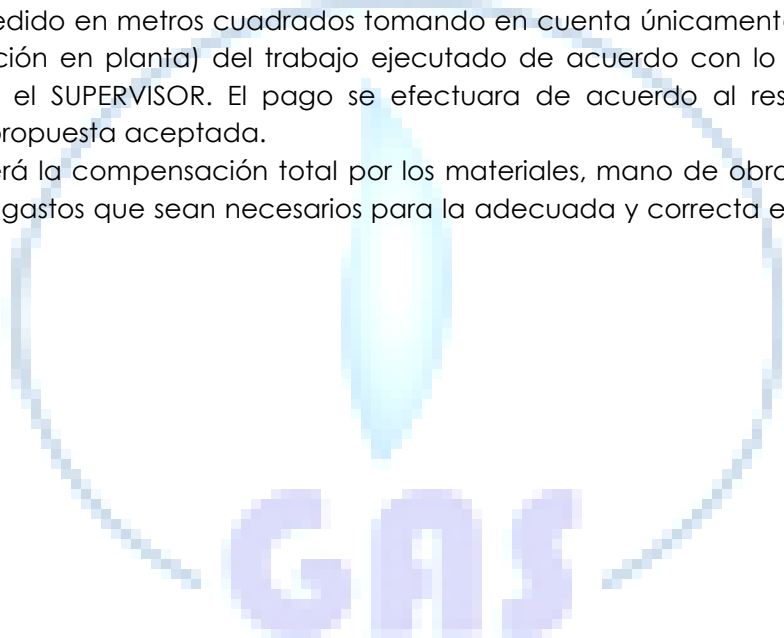 edido en metros cuadrados tomando en cuenta únicament
ción en planta) del trabajo ejecutado de acuerdo con lo
el SUPERVISOR. El pago se efectuara de acuerdo al res
propuesta aceptada.
erá la compensación total por los materiales, mano de obra
gastos que sean necesarios para la adecuada y correcta e
GAS